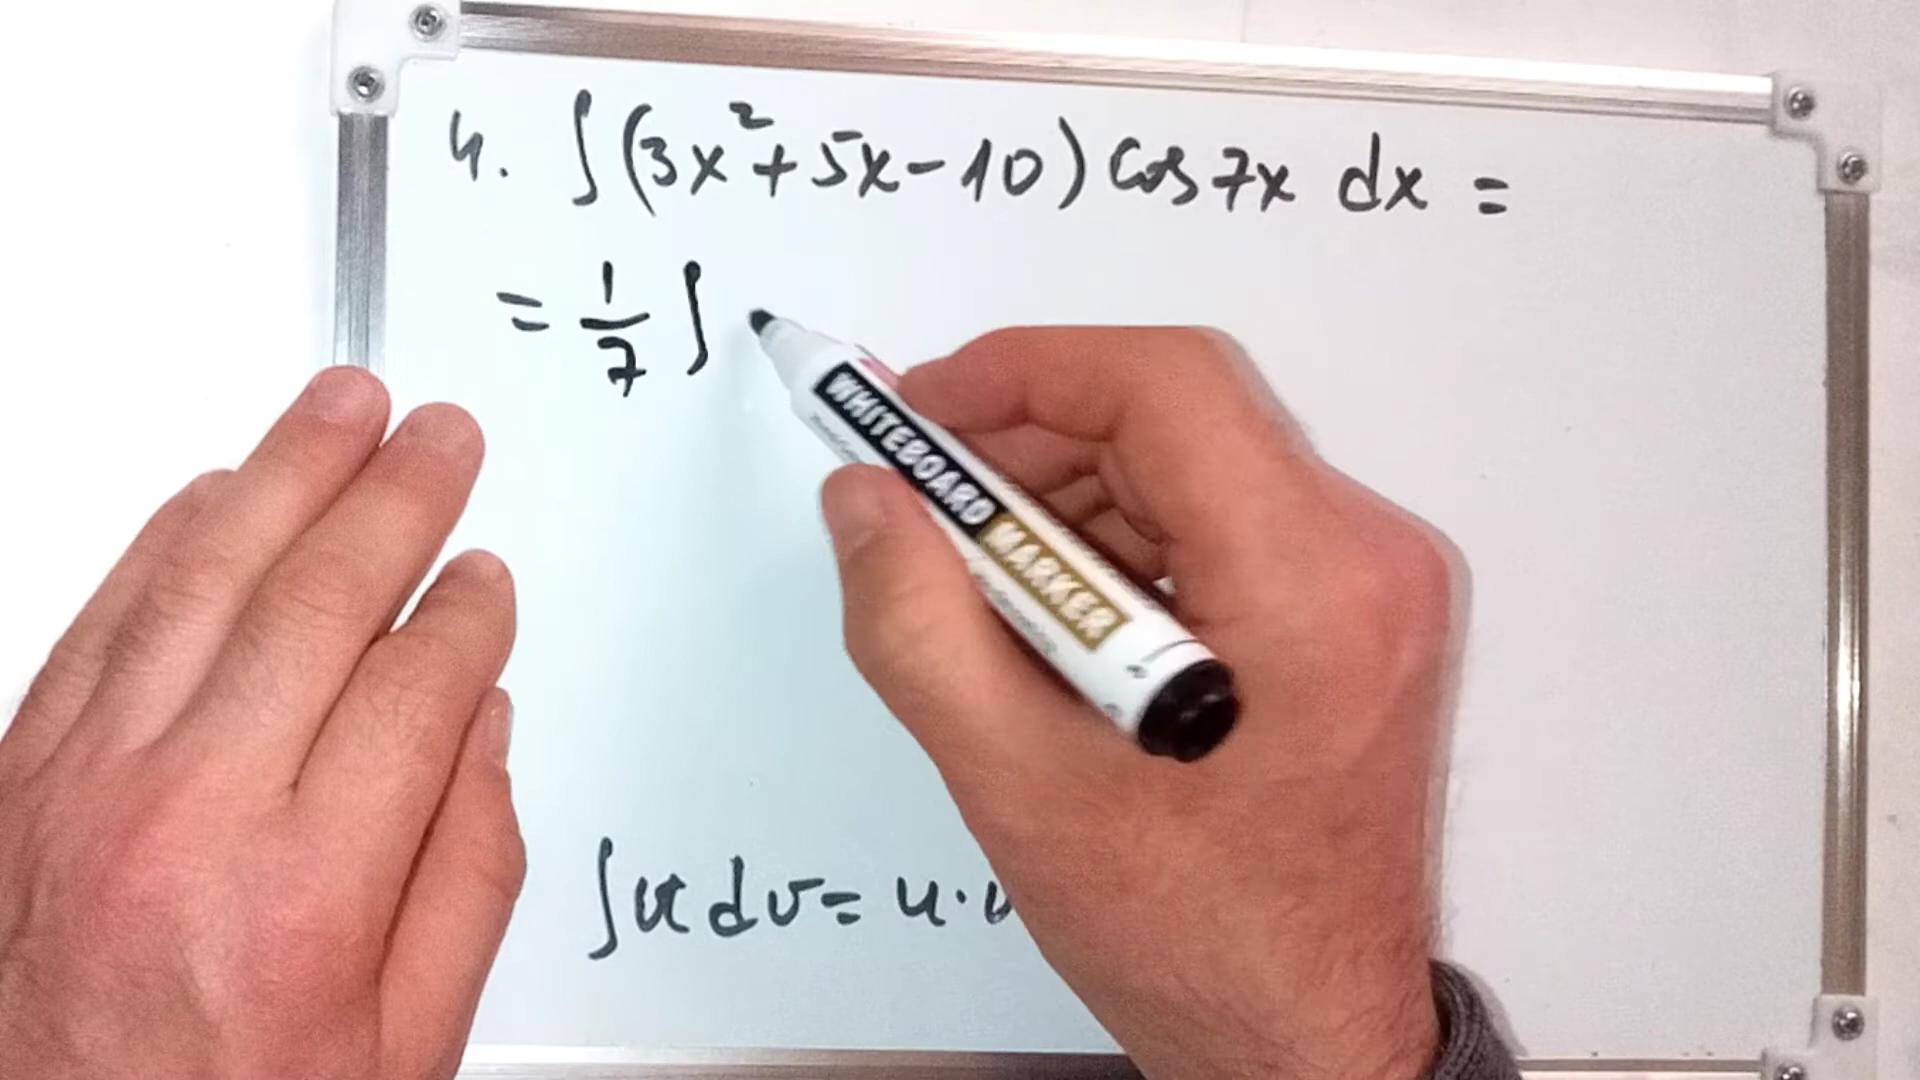 4. ∫(3x²+5x-10) cos 7x dx =
= 1/7 ∫
WHITEBOARD
MARKER
∫u dv = u·v